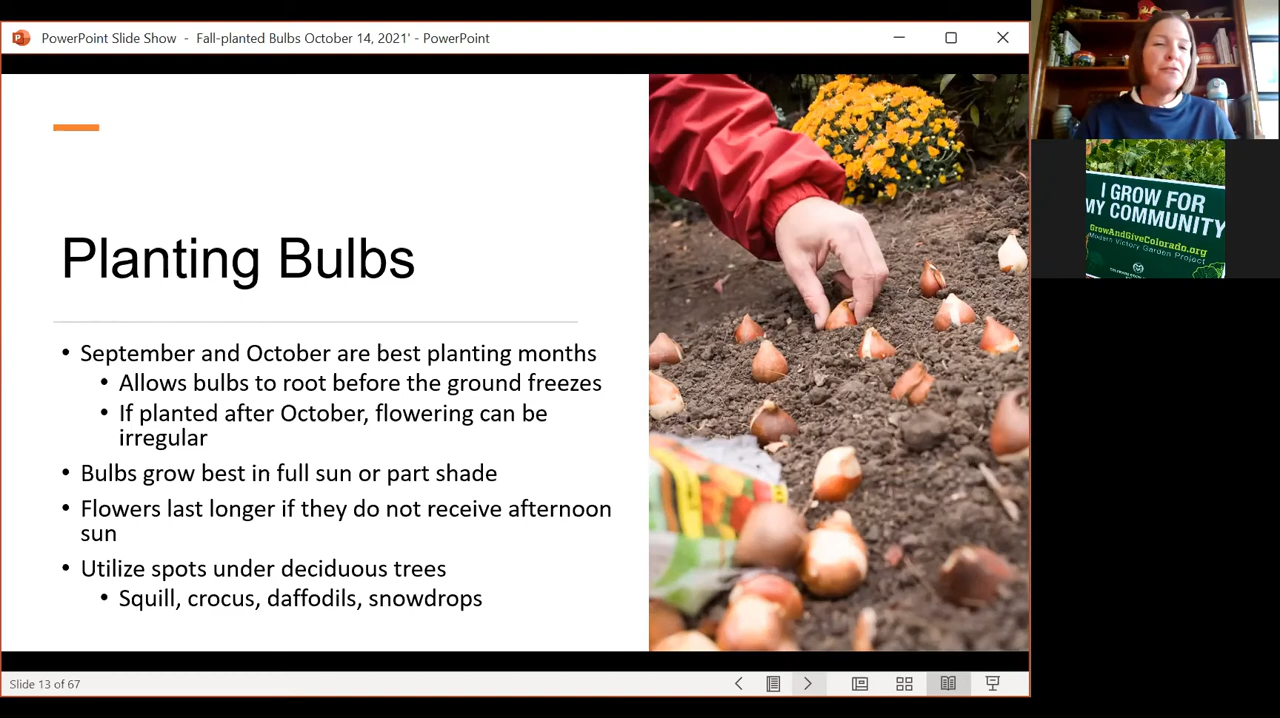 PowerPoint Slide Show - Fall-planted Bulbs October 14, 2021' - PowerPoint
Planting Bulbs
• September and October are best planting months
• Allows bulbs to root before the ground freezes
• If planted after October, flowering can be
irregular
• Bulbs grow best in full sun or part shade
• Flowers last longer if they do not receive afternoon
sun
• Utilize spots under deciduous trees
• Squill, crocus, daffodils, snowdrops
Slide 13 of 67
I GROW FOR
MY COMMUNITY
GrowAndGiveColorado.org
Modern Victory Garden Project